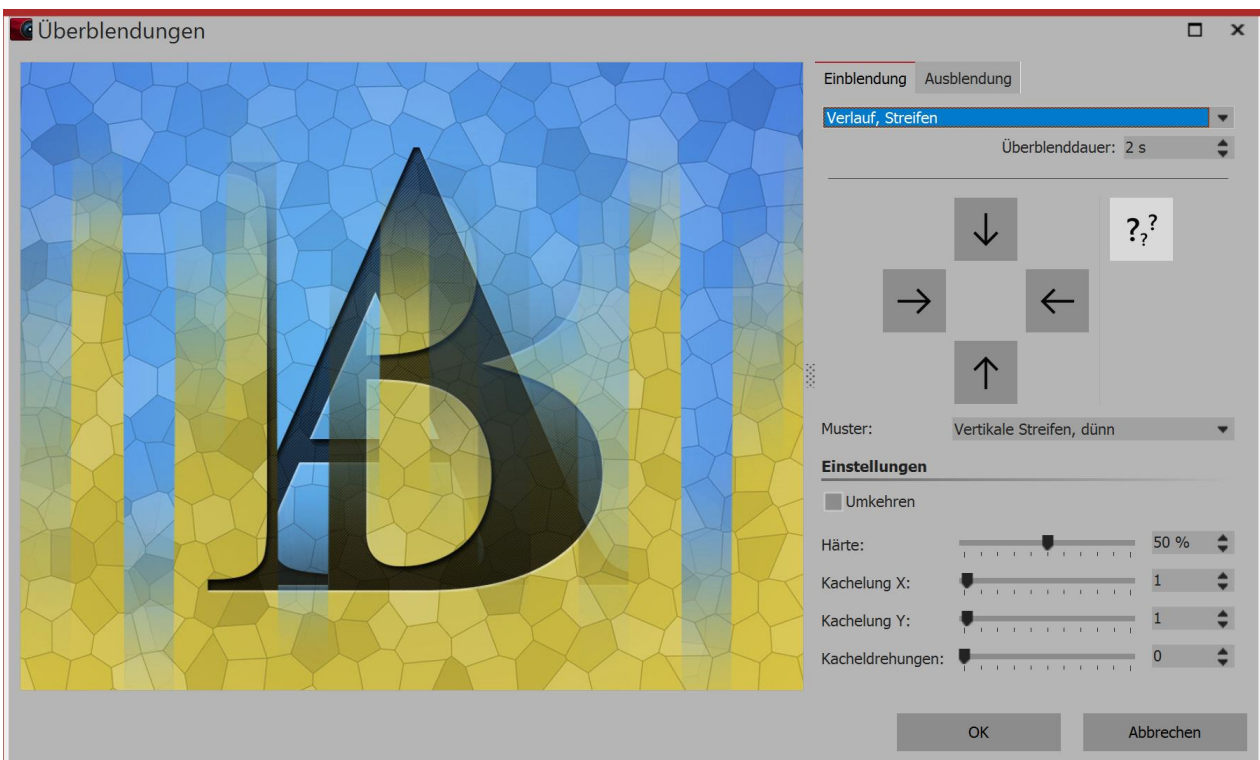 Überblendungen
Einblendung Ausblendung
Verlauf, Streifen
Überblenddauer: 2 s
? ? ?
Muster: Vertikale Streifen, dünn
Einstellungen
Umkehren
Härte: 50 %
Kachelung X: 1
Kachelung Y: 1
Kacheldrehungen: 0
OK Abbrechen
A B